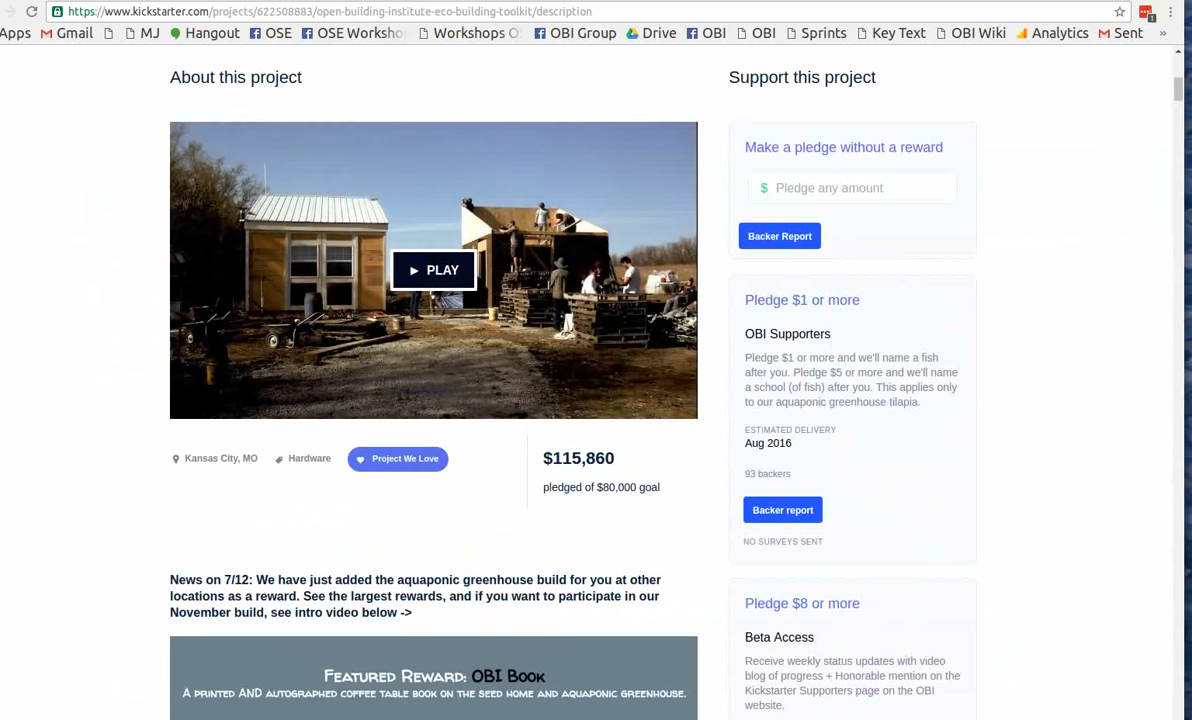 https://www.kickstarter.com/projects/622508883/open-building-institute-eco-building-toolkit/description
1
Apps Gmail MJ Hangout OSE OSE Worksho Workshops O OBI Group Drive OBI OBI Sprints Key Text OBI Wiki Analytics Sent »
About this project
Support this project
PLAY
Kansas City, MO Hardware Project We Love
$115,860
pledged of $80,000 goal
News on 7/12: We have just added the aquaponic greenhouse build for you at other
locations as a reward. See the largest rewards, and if you want to participate in our
November build, see intro video below ->
Featured Reward: OBI Book
A printed AND autographed coffee table book on the seed home and aquaponic greenhouse.
Make a pledge without a reward
$ Pledge any amount
Backer Report
Pledge $1 or more
OBI Supporters
Pledge $1 or more and we'll name a fish
after you. Pledge $5 or more and we'll name
a school (of fish) after you. This applies only
to our aquaponic greenhouse tilapia.
ESTIMATED DELIVERY
Aug 2016
93 backers
Backer report
NO SURVEYS SENT
Pledge $8 or more
Beta Access
Receive weekly status updates with video
blog of progress + Honorable mention on the
Kickstarter Supporters page on the OBI
website.